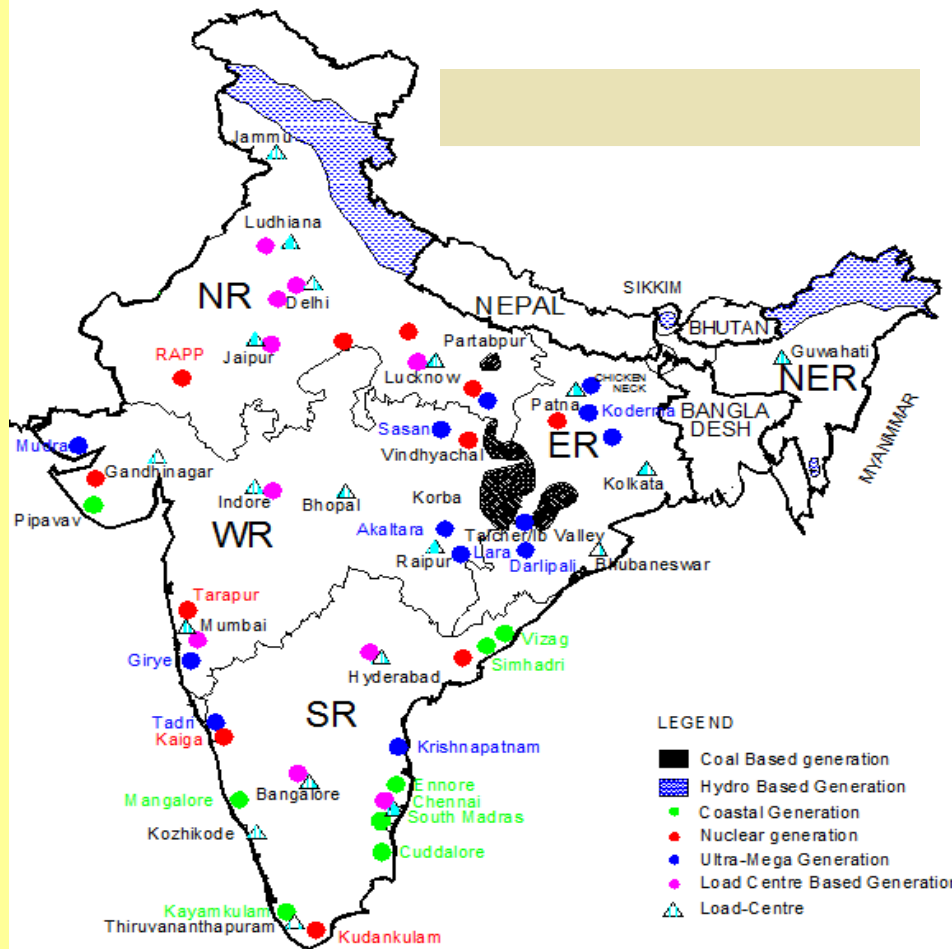 Jammu
Ludhiana
NR
Delhi
SIKKIM
NEPAL
BHUTAN
RAPP
Jaipur
Partabpur
Lucknow
Guwahati
NER
CHICKEN
NECK
Patna
Koderma
BANGLA
DESH
MYANMMAR
Mudra
Sasan
Vindhyachal
ER
Gandhinagar
Kolkata
Pipavav
Indore
Bhopal
Korba
WR
Akaltara
Talcher/Ib Valley
Raipur
Lara
Darlipali
Bhubaneswar
Tarapur
Mumbai
Girye
Vizag
Simhadri
Hyderabad
SR
Tadri
Kaiga
Krishnapatnam
Bangalore
Ennore
Mangalore
Chennai
South Madras
Kozhikode
Cuddalore
Kayamkulam
Thiruvananthapuram
Kudankulam
LEGEND
Coal Based generation
Hydro Based Generation
Coastal Generation
Nuclear generation
Ultra-Mega Generation
Load Centre Based Generation
Load-Centre